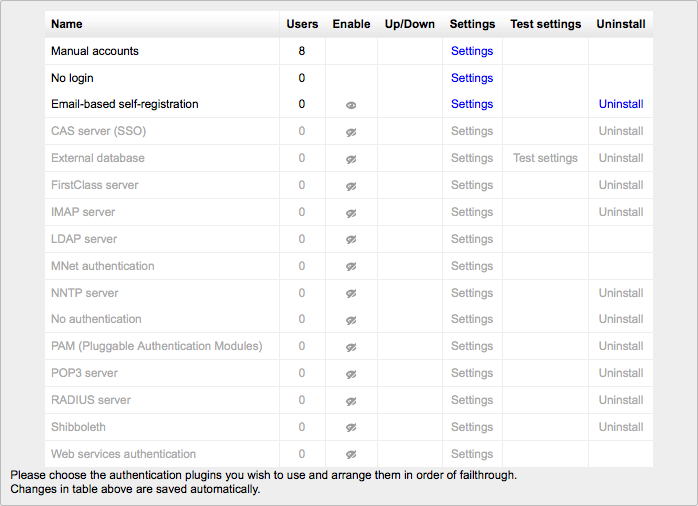 Name Users Enable Up/Down Settings Test settings Uninstall
Manual accounts 8 Settings
No login 0 Settings
Email-based self-registration 0 Settings Uninstall
CAS server (SSO) 0 Settings Uninstall
External database 0 Settings Test settings Uninstall
FirstClass server 0 Settings Uninstall
IMAP server 0 Settings Uninstall
LDAP server 0 Settings
MNet authentication 0 Settings
NNTP server 0 Settings Uninstall
No authentication 0 Settings Uninstall
PAM (Pluggable Authentication Modules) 0 Settings Uninstall
POP3 server 0 Settings Uninstall
RADIUS server 0 Settings Uninstall
Shibboleth 0 Settings Uninstall
Web services authentication 0 Settings
Please choose the authentication plugins you wish to use and arrange them in order of failthrough.
Changes in table above are saved automatically.